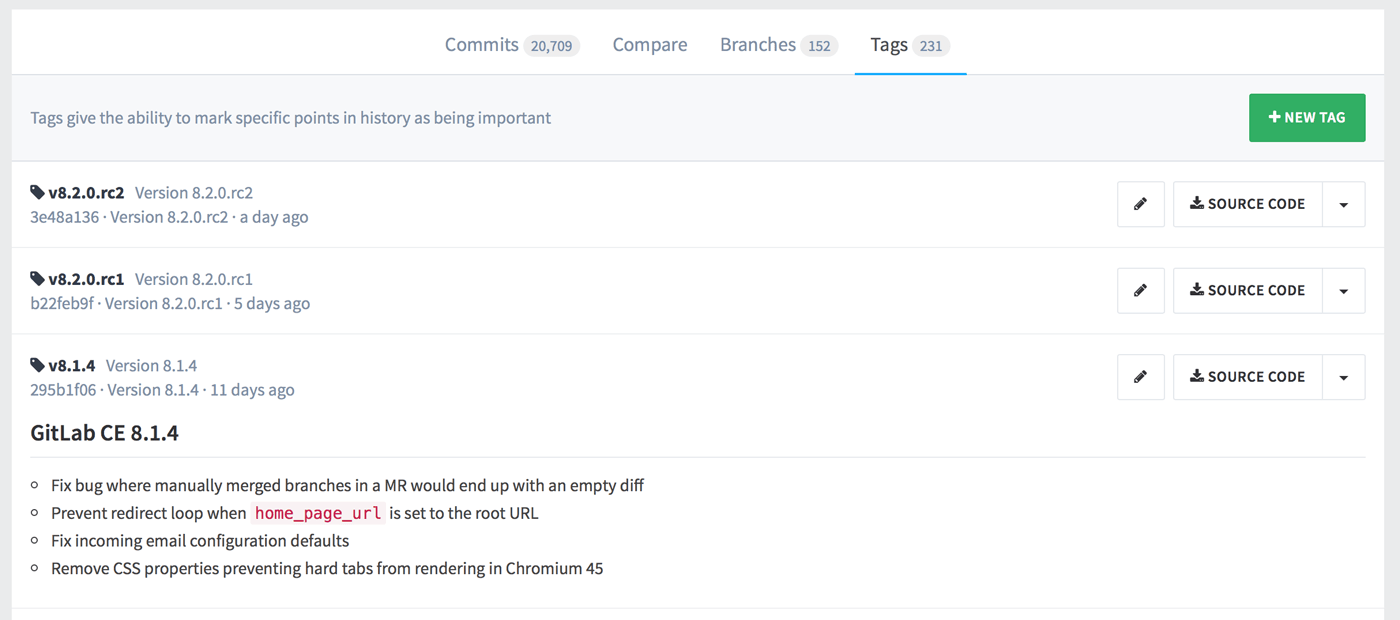 Commits 20,709 Compare Branches 152 Tags 231
Tags give the ability to mark specific points in history as being important
+ NEW TAG
v8.2.0.rc2 Version 8.2.0.rc2
3e48a136 · Version 8.2.0.rc2 · a day ago
SOURCE CODE
v8.2.0.rc1 Version 8.2.0.rc1
b22feb9f · Version 8.2.0.rc1 · 5 days ago
SOURCE CODE
v8.1.4 Version 8.1.4
295b1f06 · Version 8.1.4 · 11 days ago
SOURCE CODE
GitLab CE 8.1.4
Fix bug where manually merged branches in a MR would end up with an empty diff
Prevent redirect loop when home_page_url is set to the root URL
Fix incoming email configuration defaults
Remove CSS properties preventing hard tabs from rendering in Chromium 45